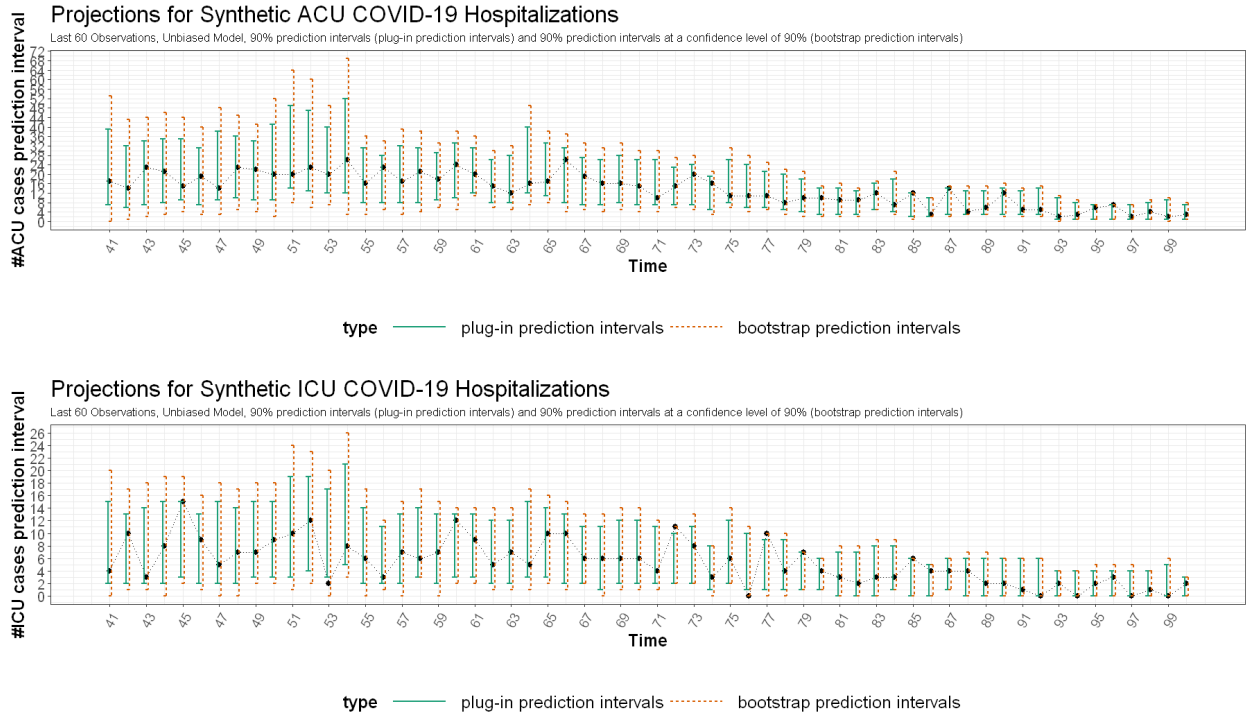 Projections for Synthetic ACU COVID-19 Hospitalizations
Last 60 Observations, Unbiased Model, 90% prediction intervals (plug-in prediction intervals) and 90% prediction intervals at a confidence level of 90% (bootstrap prediction intervals)
#ACU cases prediction interval
72
68
64
60
56
52
48
44
40
36
32
28
24
20
16
12
8
4
0
41 43 45 47 49 51 53 55 57 59 61 63 65 67 69 71 73 75 77 79 81 83 85 87 89 91 93 95 97 99
Time
type plug-in prediction intervals bootstrap prediction intervals
Projections for Synthetic ICU COVID-19 Hospitalizations
Last 60 Observations, Unbiased Model, 90% prediction intervals (plug-in prediction intervals) and 90% prediction intervals at a confidence level of 90% (bootstrap prediction intervals)
#ICU cases prediction interval
26
24
22
20
18
16
14
12
10
8
6
4
2
0
41 43 45 47 49 51 53 55 57 59 61 63 65 67 69 71 73 75 77 79 81 83 85 87 89 91 93 95 97 99
Time
type plug-in prediction intervals bootstrap prediction intervals